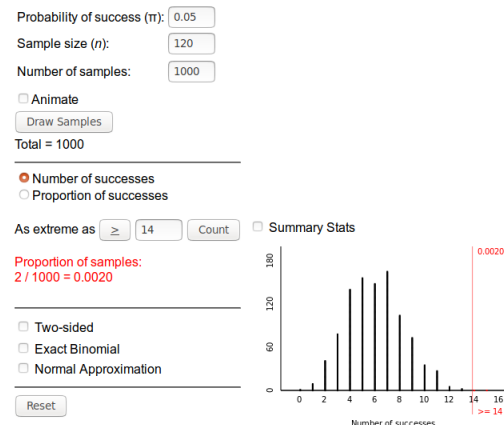 Probability of success (π): 0.05
Sample size (n): 120
Number of samples: 1000
Animate
Draw Samples
Total = 1000
Number of successes
Proportion of successes
As extreme as ≥ 14 Count
Summary Stats
Proportion of samples:
2 / 1000 = 0.0020
Two-sided
Exact Binomial
Normal Approximation
Reset
0.0020
180
120
60
0
0 2 4 6 8 10 12 14 16
>= 14
Number of successes